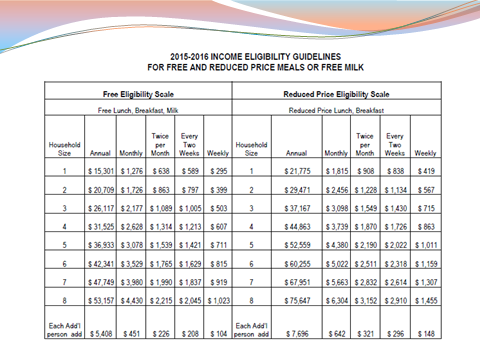 2015-2016 INCOME ELIGIBILITY GUIDELINES
FOR FREE AND REDUCED PRICE MEALS OR FREE MILK
Free Eligibility Scale Reduced Price Eligibility Scale
Free Lunch, Breakfast, Milk Reduced Price Lunch, Breakfast
Household Size Annual Monthly Twice per Month Every Two Weeks Weekly Household Size Annual Monthly Twice per Month Every Two Weeks Weekly
1 $ 15,301 $ 1,276 $ 638 $ 589 $ 295 1 $ 21,775 $ 1,815 $ 908 $ 838 $ 419
2 $ 20,709 $ 1,726 $ 863 $ 797 $ 399 2 $ 29,471 $ 2,456 $ 1,228 $ 1,134 $ 567
3 $ 26,117 $ 2,177 $ 1,089 $ 1,005 $ 503 3 $ 37,167 $ 3,098 $ 1,549 $ 1,430 $ 715
4 $ 31,525 $ 2,628 $ 1,314 $ 1,213 $ 607 4 $ 44,863 $ 3,739 $ 1,870 $ 1,726 $ 863
5 $ 36,933 $ 3,078 $ 1,539 $ 1,421 $ 711 5 $ 52,559 $ 4,380 $ 2,190 $ 2,022 $ 1,011
6 $ 42,341 $ 3,529 $ 1,765 $ 1,629 $ 815 6 $ 60,255 $ 5,022 $ 2,511 $ 2,318 $ 1,159
7 $ 47,749 $ 3,980 $ 1,990 $ 1,837 $ 919 7 $ 67,951 $ 5,663 $ 2,832 $ 2,614 $ 1,307
8 $ 53,157 $ 4,430 $ 2,215 $ 2,045 $ 1,023 8 $ 75,647 $ 6,304 $ 3,152 $ 2,910 $ 1,455
Each Add'l person add $ 5,408 $ 451 $ 226 $ 208 $ 104 Each Add'l person add $ 7,696 $ 642 $ 321 $ 296 $ 148